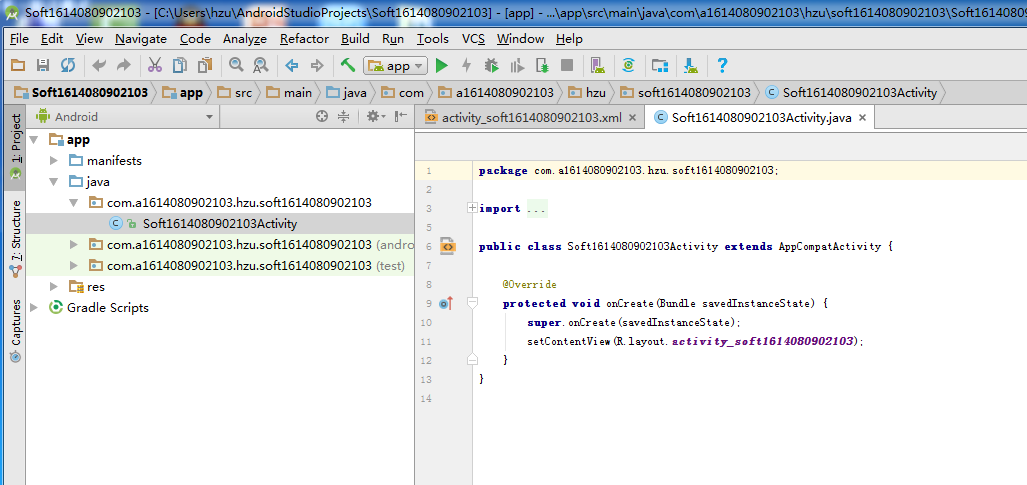 Soft1614080902103 - [C:\Users\hzu\AndroidStudioProjects\Soft1614080902103] - [app] - ...\app\src\main\java\com\a1614080902103\hzu\soft1614080902103\Soft1614080902103
File Edit View Navigate Code Analyze Refactor Build Run Tools VCS Window Help
app
Soft1614080902103 app src main java com a1614080902103 hzu soft1614080902103 Soft1614080902103Activity
1: Project
7: Structure
Captures
Android
app
manifests
java
com.a1614080902103.hzu.soft1614080902103
Soft1614080902103Activity
com.a1614080902103.hzu.soft1614080902103 (andro
com.a1614080902103.hzu.soft1614080902103 (test)
res
Gradle Scripts
activity_soft1614080902103.xml Soft1614080902103Activity.java
1 package com.a1614080902103.hzu.soft1614080902103;
2
3 import ...
5
6 public class Soft1614080902103Activity extends AppCompatActivity {
7
8 @Override
9 protected void onCreate(Bundle savedInstanceState) {
10 super.onCreate(savedInstanceState);
11 setContentView(R.layout.activity_soft1614080902103);
12 }
13 }
14